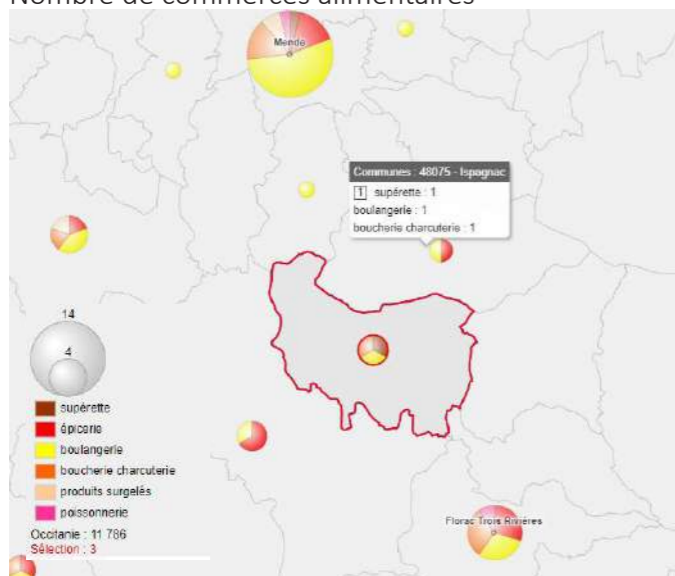 Nombre de commerces alimentaires
Mende
Communes : 48075 - Ispagnac
1 supérette : 1
boulangerie : 1
boucherie charcuterie : 1
14
4
supérette
épicerie
boulangerie
boucherie charcuterie
produits surgelés
poissonnerie
Florac Trois Rivières
Occitanie : 11 786
Sélection : 3